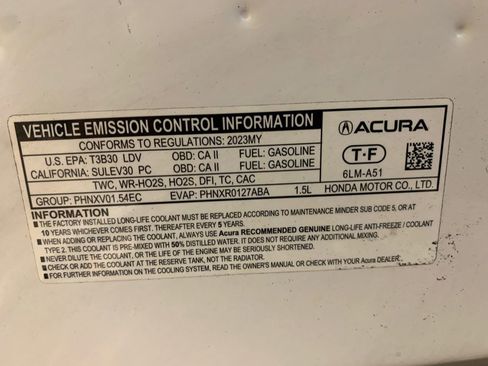 VEHICLE EMISSION CONTROL INFORMATION
CONFORMS TO REGULATIONS: 2023MY
U.S. EPA: T3B30 LDV OBD: CA II FUEL: GASOLINE
CALIFORNIA: SULEV30 PC OBD: CA II FUEL: GASOLINE
TWC, WR-HO2S, HO2S, DFI, TC, CAC
GROUP: PHNXV01.54EC EVAP: PHNXR0127ABA 1.5L
ACURA
T-F
6LM-A51
HONDA MOTOR CO., LTD.
INFORMATION
■ THE FACTORY INSTALLED LONG-LIFE COOLANT MUST BE REPLACED ACCORDING TO MAINTENANCE MINDER SUB CODE 5, OR AT
10 YEARS WHICHEVER COMES FIRST. THEREAFTER EVERY 5 YEARS.
■ WHEN ADDING OR REPLACING THE COOLANT, ALWAYS USE Acura RECOMMENDED GENUINE LONG-LIFE ANTI-FREEZE / COOLANT
TYPE 2. THIS COOLANT IS PRE-MIXED WITH 50% DISTILLED WATER. IT DOES NOT REQUIRE ANY ADDITIONAL MIXING.
■ NEVER DILUTE THE COOLANT, OR THE LIFE OF THE ENGINE MAY BE SERIOUSLY REDUCED.
■ CHECK OR ADD THE COOLANT AT THE RESERVE TANK, NOT THE RADIATOR.
■ FOR FURTHER INFORMATION ON THE COOLING SYSTEM, READ THE OWNER'S MANUAL OR CHECK WITH YOUR Acura DEALER.